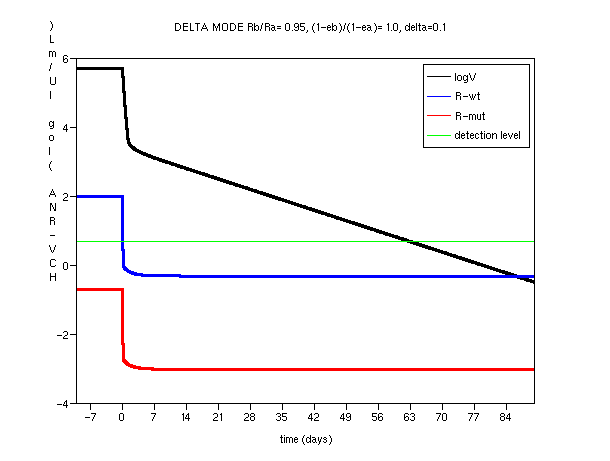 DELTA MODE Rb/Ra= 0.95, (1-eb)/(1-ea)= 1.0, delta=0.1
HCV-RNA (log IU/mL)
6
4
2
0
-2
-4
logV
R-wt
R-mut
detection level
-7 0 7 14 21 28 35 42 49 56 63 70 77 84
time (days)